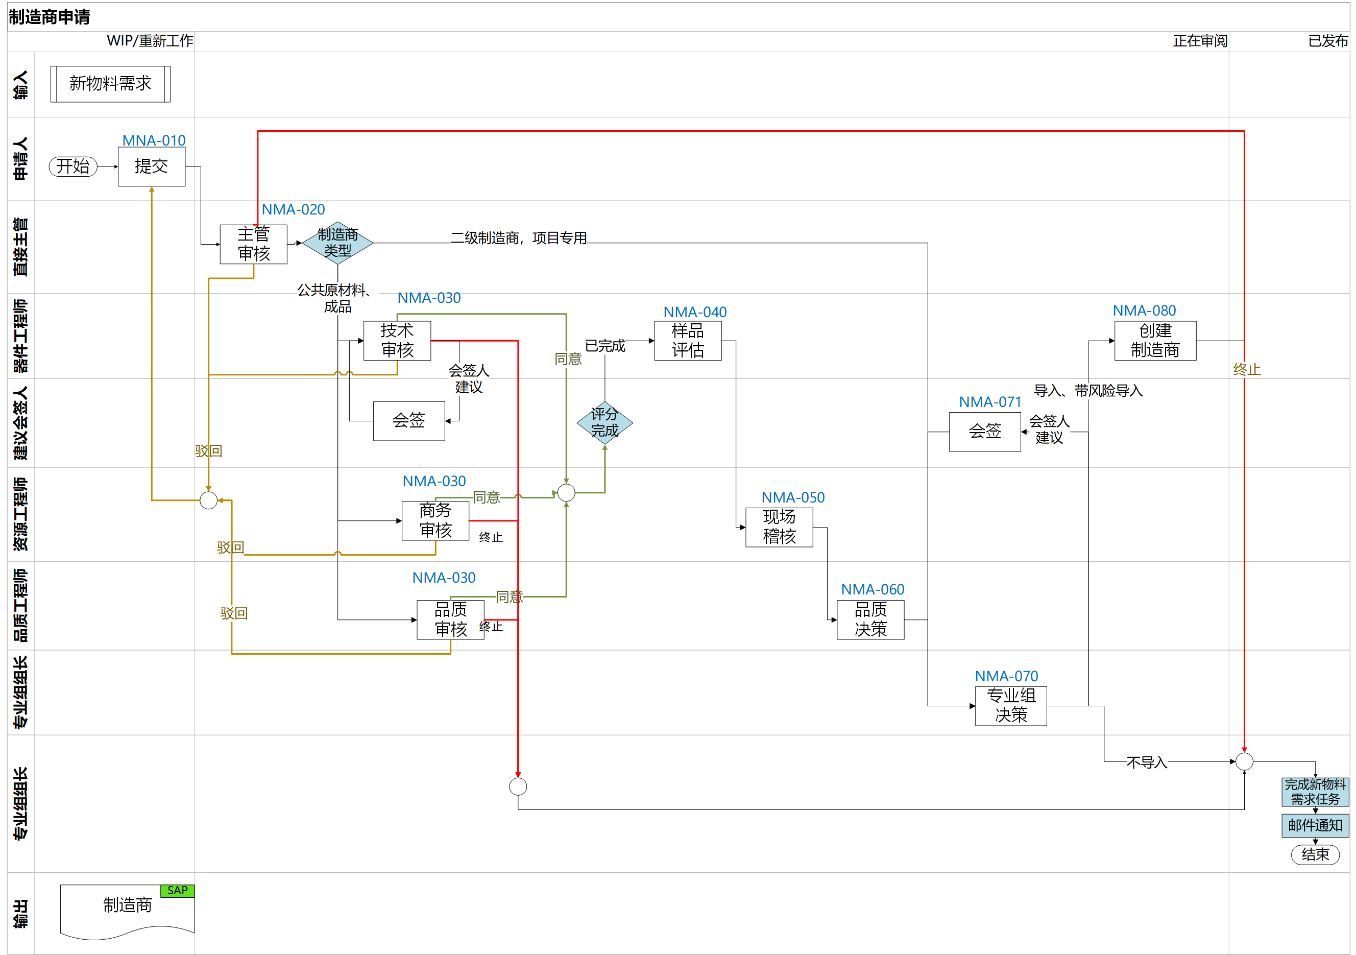 制造商申请
WIP/重新工作
正在审阅
已发布
输入
新物料需求
申请人
MNA-010
开始
提交
直接主管
NMA-020
主管
审核
制造商
类型
二级制造商，项目专用
公共原材料、
成品
器件工程师
NMA-030
技术
审核
同意
已完成
NMA-040
样品
评估
NMA-080
创建
制造商
终止
会签人
建议
导入、带风险导入
建议会签人
会签
评分
完成
NMA-071
会签
会签人
建议
驳回
资源工程师
NMA-030
商务
审核
同意
终止
NMA-050
现场
稽核
驳回
品质工程师
NMA-030
品质
审核
同意
终止
NMA-060
品质
决策
驳回
专业组组长
NMA-070
专业组
决策
专业组组长
不导入
完成新物料
需求任务
邮件通知
结束
输出
SAP
制造商